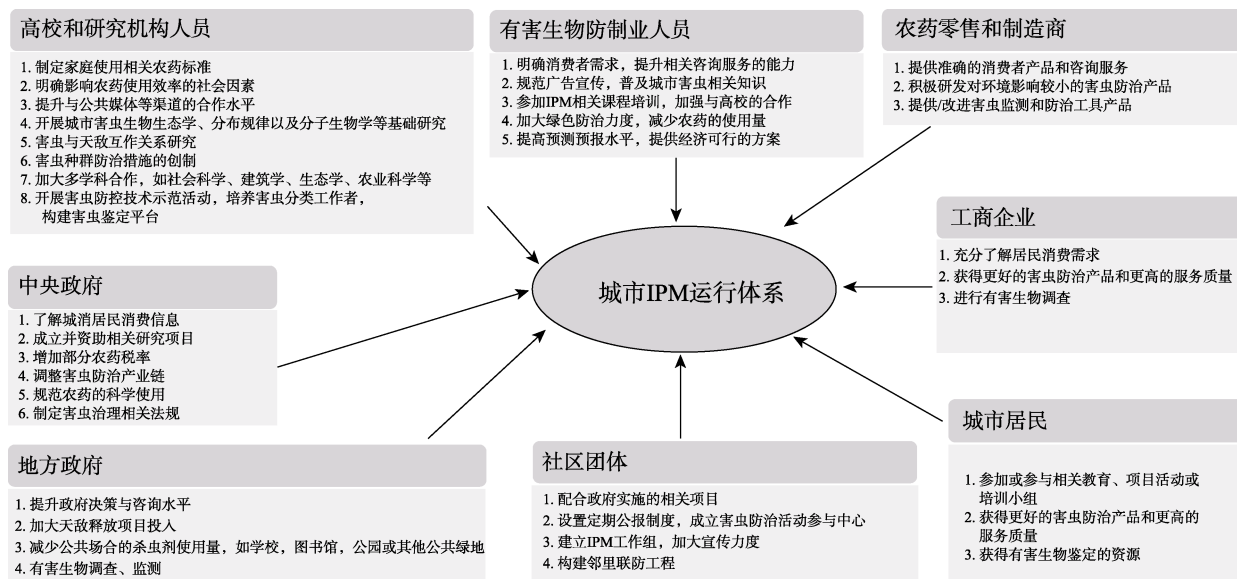 高校和研究机构人员
1. 制定家庭使用相关农药标准
2. 明确影响农药使用效率的社会因素
3. 提升与公共媒体等渠道的合作水平
4. 开展城市害虫生物生态学、分布规律以及分子生物学等基础研究
5. 害虫与天敌互作关系研究
6. 害虫种群防治措施的创制
7. 加大多学科合作，如社会科学、建筑学、生态学、农业科学等
8. 开展害虫防控技术示范活动，培养害虫分类工作者，
构建害虫鉴定平台
有害生物防制业人员
1. 明确消费者需求，提升相关咨询服务的能力
2. 规范广告宣传，普及城市害虫相关知识
3. 参加IPM相关课程培训，加强与高校的合作
4. 加大绿色防治力度，减少农药的使用量
5. 提高预测预报水平，提供经济可行的方案
农药零售和制造商
1. 提供准确的消费者产品和咨询服务
2. 积极研发对环境影响较小的害虫防治产品
3. 提供/改进害虫监测和防治工具产品
工商企业
1. 充分了解居民消费需求
2. 获得更好的害虫防治产品和更高的服务质量
3. 进行有害生物调查
城市IPM运行体系
中央政府
1. 了解城消居民消费信息
2. 成立并资助相关研究项目
3. 增加部分农药税率
4. 调整害虫防治产业链
5. 规范农药的科学使用
6. 制定害虫治理相关法规
地方政府
1. 提升政府决策与咨询水平
2. 加大天敌释放项目投入
3. 减少公共场合的杀虫剂使用量，如学校，图书馆，公园或其他公共绿地
4. 有害生物调查、监测
社区团体
1. 配合政府实施的相关项目
2. 设置定期公报制度，成立害虫防治活动参与中心
3. 建立IPM工作组，加大宣传力度
4. 构建邻里联防工程
城市居民
1. 参加或参与相关教育、项目活动或
培训小组
2. 获得更好的害虫防治产品和更高的
服务质量
3. 获得有害生物鉴定的资源